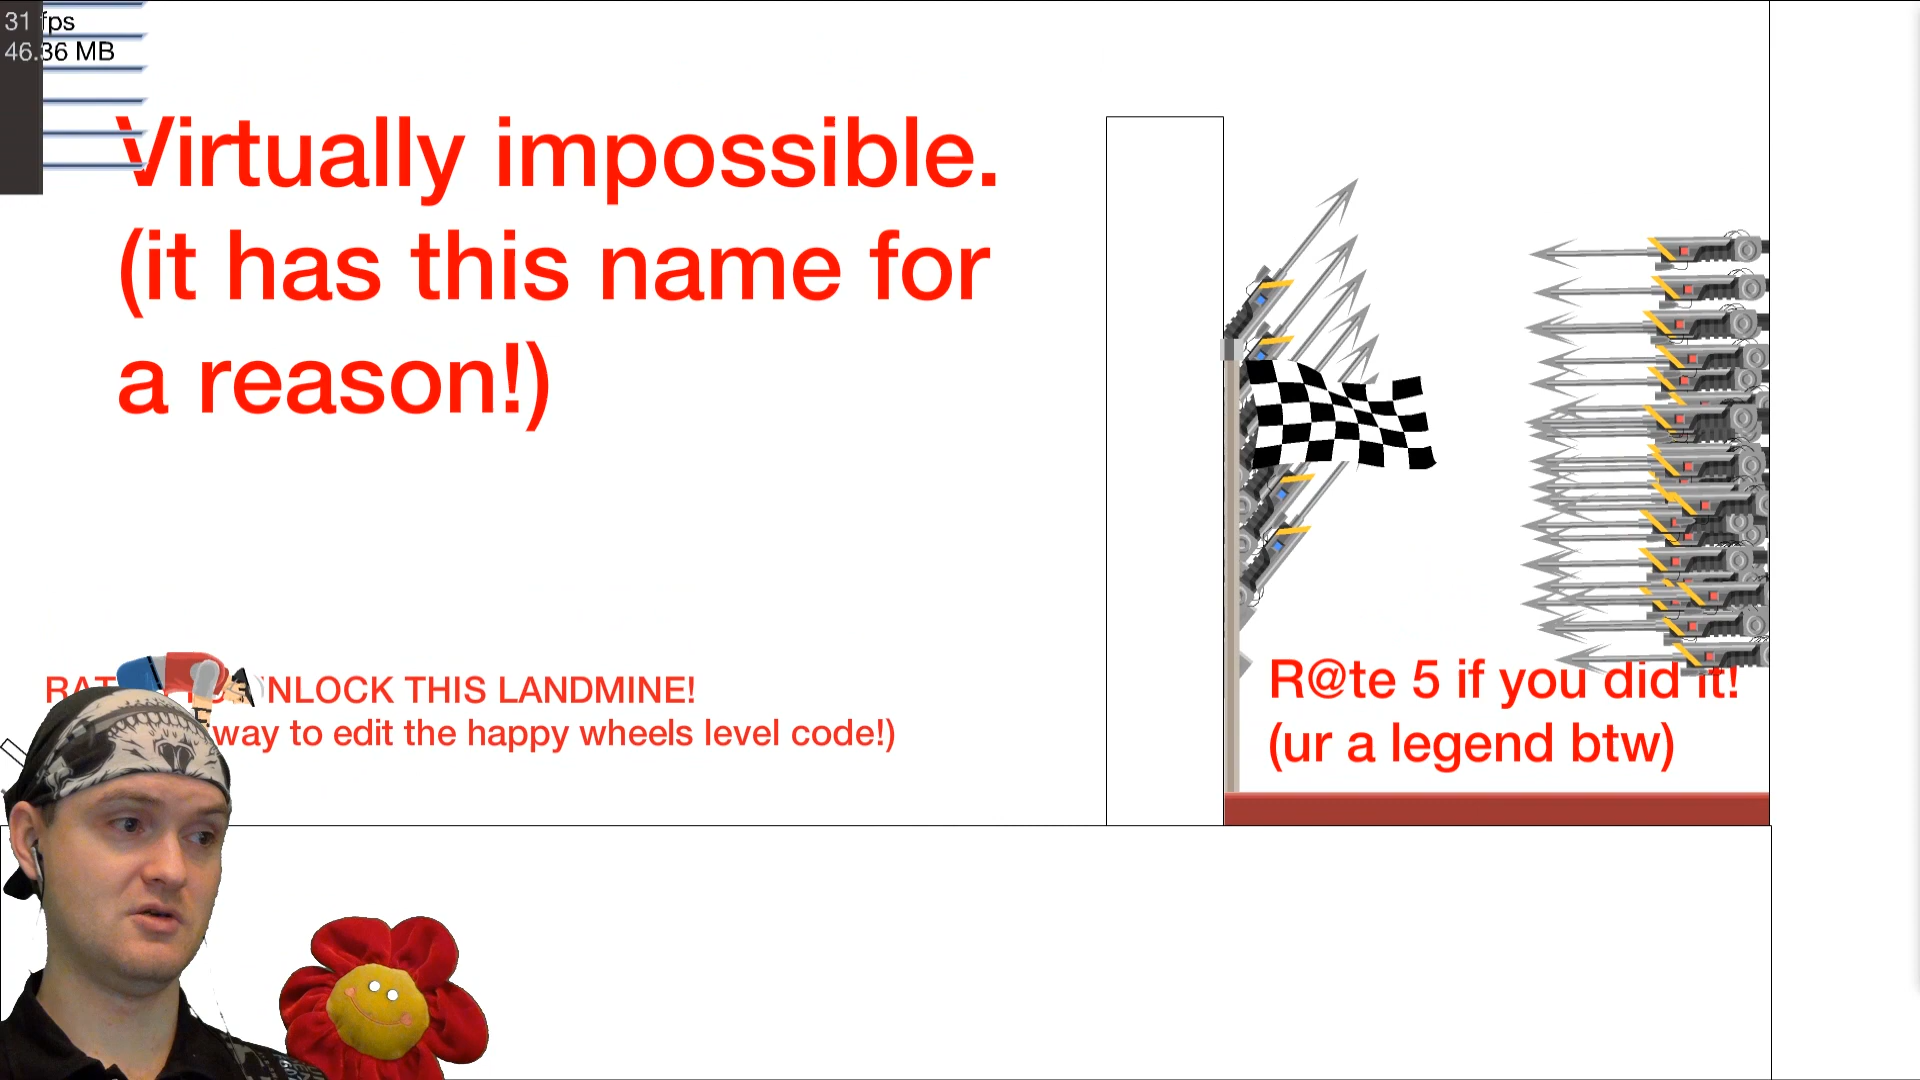 31 fps
46.36 MB
Virtually impossible.
(it has this name for
a reason!)
THIS LANDMINE!
way to edit the happy wheels level code!)
R@te 5 if you did it!
(ur a legend btw)